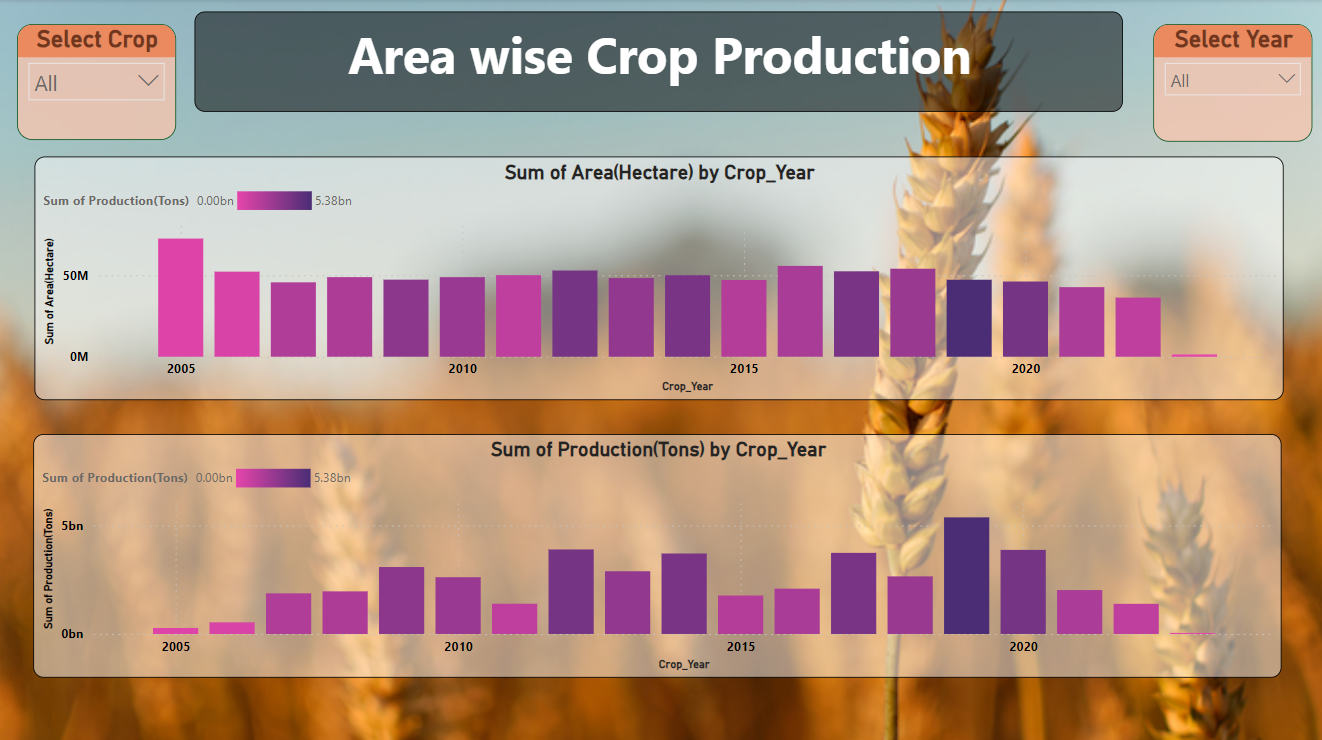 Select Crop
All
Area wise Crop Production
Select Year
All
Sum of Area(Hectare) by Crop_Year
Sum of Production(Tons) 0.00bn 5.38bn
Sum of Area(Hectare)
50M
0M
2005 2010 2015 2020
Crop_Year
Sum of Production(Tons) by Crop_Year
Sum of Production(Tons) 0.00bn 5.38bn
Sum of Production(Tons)
5bn
0bn
2005 2010 2015 2020
Crop_Year